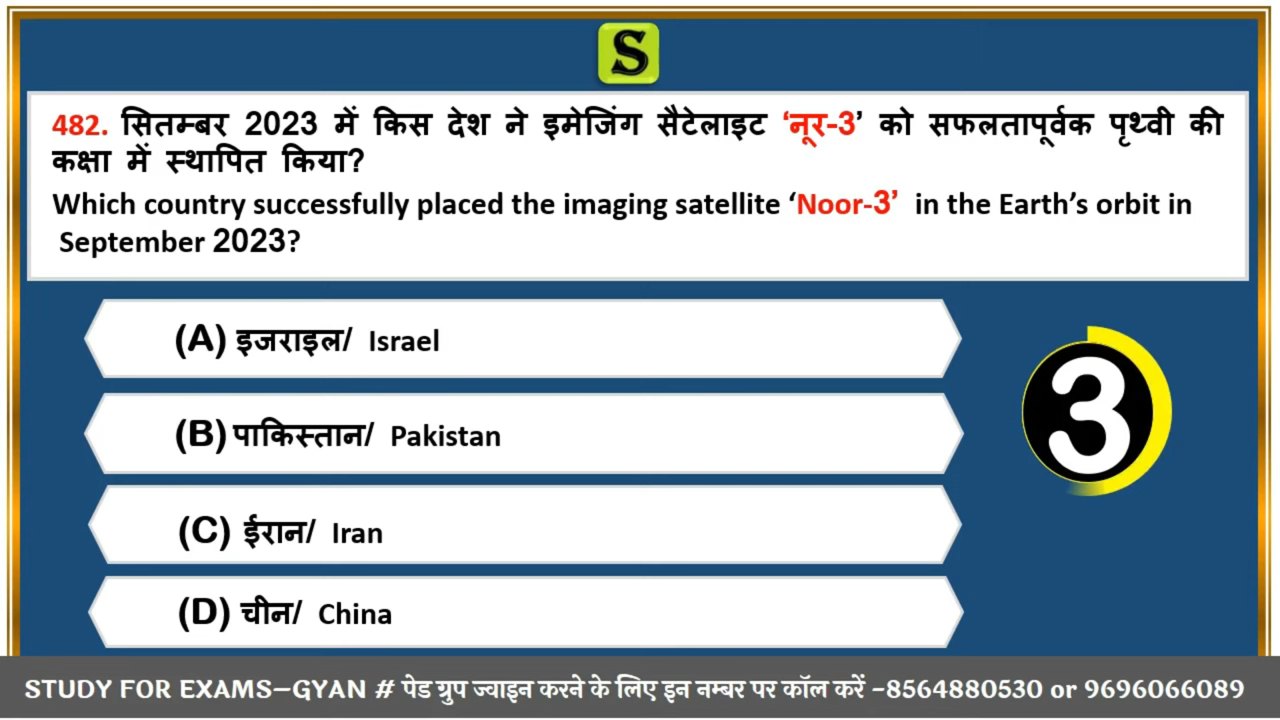 S
482. सितम्बर 2023 में किस देश ने इमेजिंग सैटेलाइट ‘नूर-3’ को सफलतापूर्वक पृथ्वी की
कक्षा में स्थापित किया?
Which country successfully placed the imaging satellite ‘Noor-3’ in the Earth’s orbit in
September 2023?
(A) इजराइल/ Israel
(B) पाकिस्तान/ Pakistan
3
(C) ईरान/ Iran
(D) चीन/ China
STUDY FOR EXAMS–GYAN # पेड ग्रुप ज्वाइन करने के लिए इन नम्बर पर कॉल करें –8564880530 or 9696066089